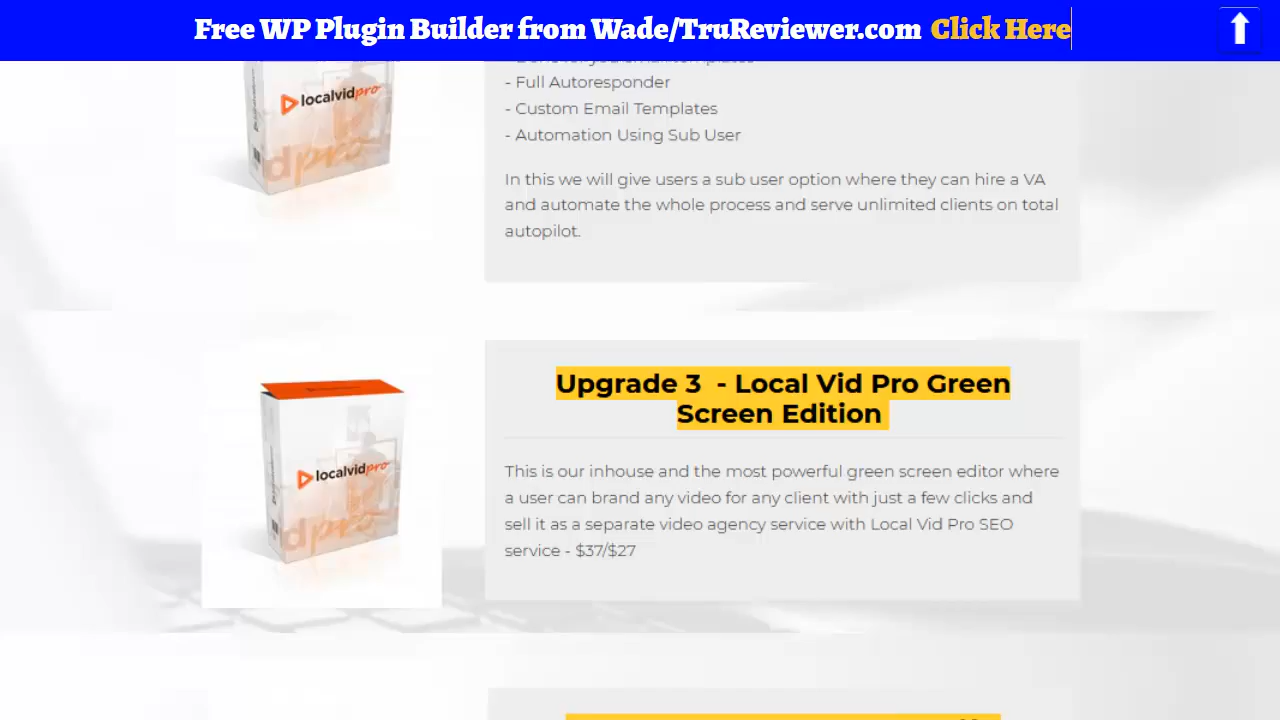 Free WP Plugin Builder from Wade/TruReviewer.com Click Here
- Full Autoresponder
- Custom Email Templates
- Automation Using Sub User
In this we will give users a sub user option where they can hire a VA
and automate the whole process and serve unlimited clients on total
autopilot.
localvidpro
d pro
Upgrade 3 - Local Vid Pro Green
Screen Edition
This is our inhouse and the most powerful green screen editor where
a user can brand any video for any client with just a few clicks and
sell it as a separate video agency service with Local Vid Pro SEO
service - $37/$27
localvidpro
d pro